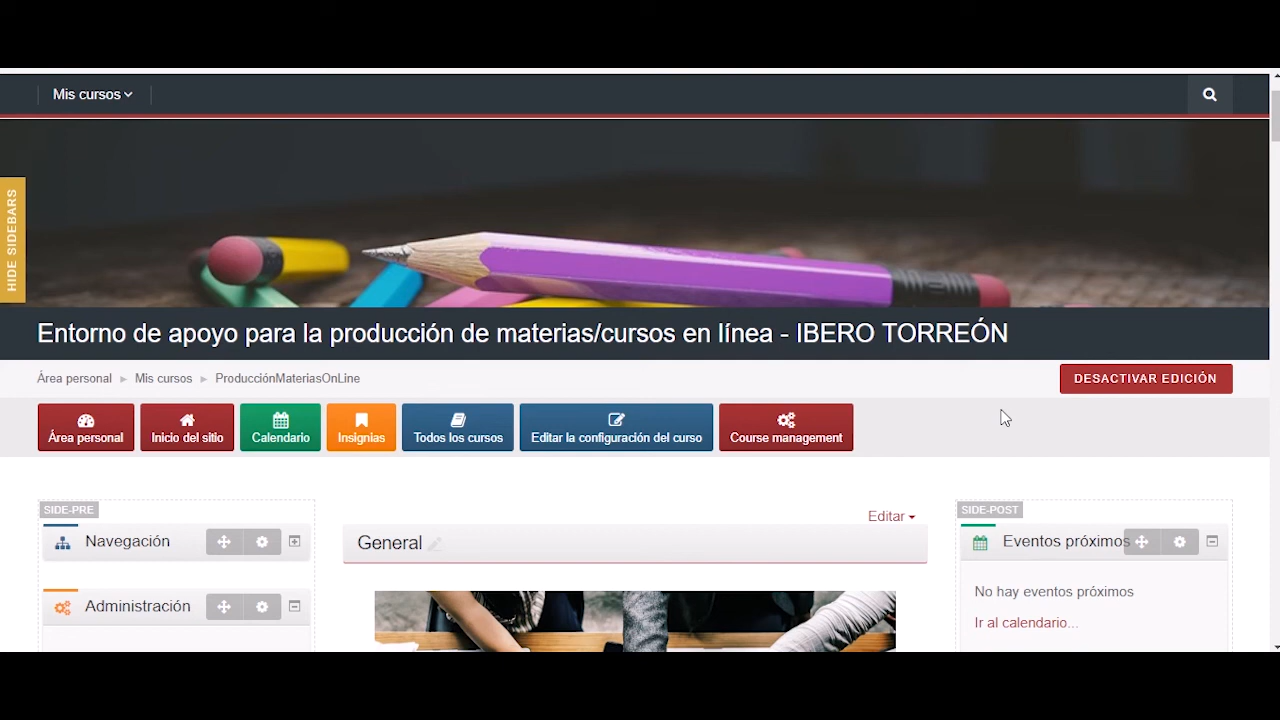 Mis cursos
HIDE SIDEBARS
Entorno de apoyo para la producción de materias/cursos en línea - IBERO TORREÓN
Área personal ► Mis cursos ► ProducciónMateriasOnLine
DESACTIVAR EDICIÓN
Área personal
Inicio del sitio
Calendario
Insignias
Todos los cursos
Editar la configuración del curso
Course management
SIDE-PRE
Navegación
Administración
Editar
General
SIDE-POST
Eventos próximos
No hay eventos próximos
Ir al calendario...